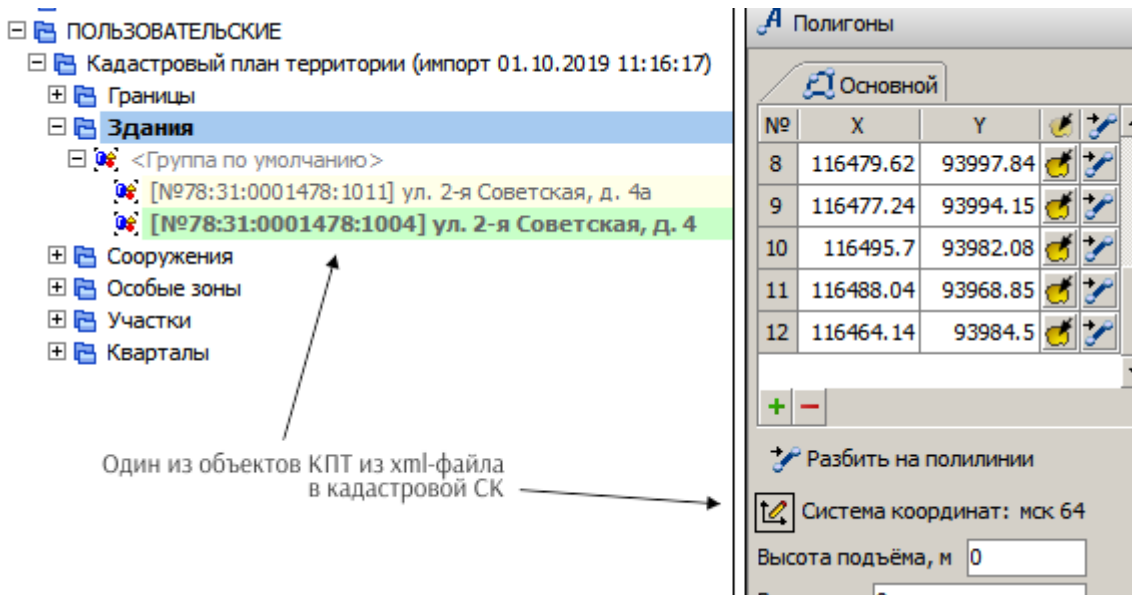 ПОЛЬЗОВАТЕЛЬСКИЕ
Кадастровый план территории (импорт 01.10.2019 11:16:17)
Границы
Здания
<Группа по умолчанию>
[№78:31:0001478:1011] ул. 2-я Советская, д. 4а
[№78:31:0001478:1004] ул. 2-я Советская, д. 4
Сооружения
Особые зоны
Участки
Кварталы
Один из объектов КПТ из xml-файла
в кадастровой СК
Полигоны
Основной
№ X Y
8 116479.62 93997.84
9 116477.24 93994.15
10 116495.7 93982.08
11 116488.04 93968.85
12 116464.14 93984.5
Разбить на полилинии
Система координат: мск 64
Высота подъёма, м 0